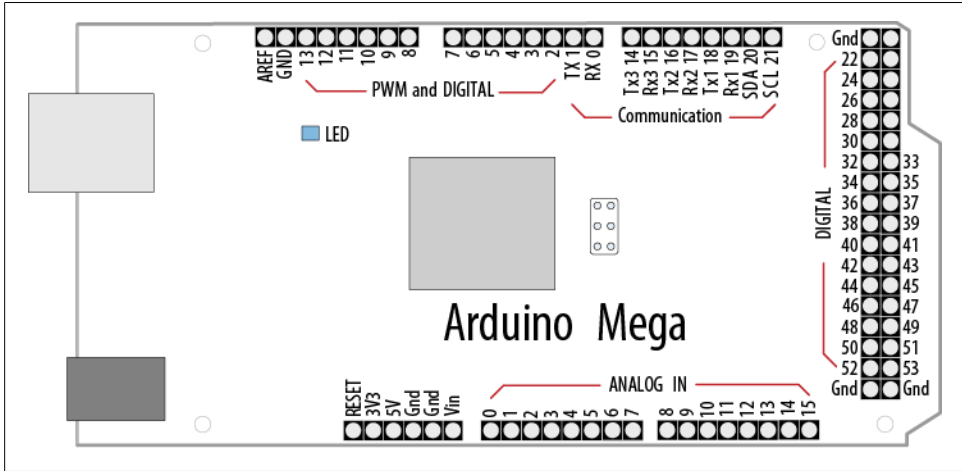 AREF
GND
13
12
11
10
9
8
7
6
5
4
3
2
TX 1
RX 0
Tx3 14
Rx3 15
Tx2 16
Rx2 17
Tx1 18
Rx1 19
SDA 20
SCL 21
PWM and DIGITAL
Communication
LED
Gnd
22
24
26
28
30
32 33
34 35
36 37
38 39
40 41
42 43
44 45
46 47
48 49
50 51
52 53
Gnd Gnd
DIGITAL
Arduino Mega
ANALOG IN
RESET
3V3
5V
Gnd
Gnd
Vin
0
1
2
3
4
5
6
7
8
9
10
11
12
13
14
15